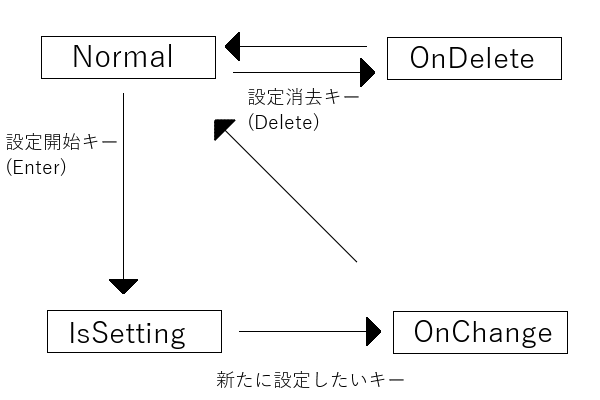 Normal
OnDelete
設定消去キー
(Delete)
設定開始キー
(Enter)
IsSetting
OnChange
新たに設定したいキー